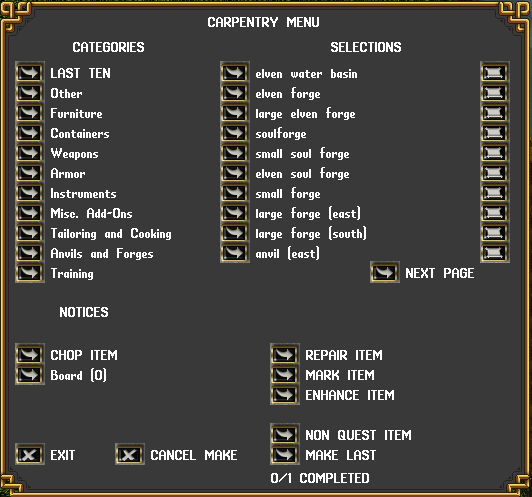 CARPENTRY MENU
CATEGORIES
SELECTIONS
LAST TEN
elven water basin
Other
elven forge
Furniture
large elven forge
Containers
soulforge
Weapons
small soul forge
Armor
elven soul forge
Instruments
small forge
Misc. Add-Ons
large forge (east)
Tailoring and Cooking
large forge (south)
Anvils and Forges
anvil (east)
Training
NEXT PAGE
NOTICES
CHOP ITEM
REPAIR ITEM
Board (0)
MARK ITEM
ENHANCE ITEM
NON QUEST ITEM
EXIT
CANCEL MAKE
MAKE LAST
0/1 COMPLETED